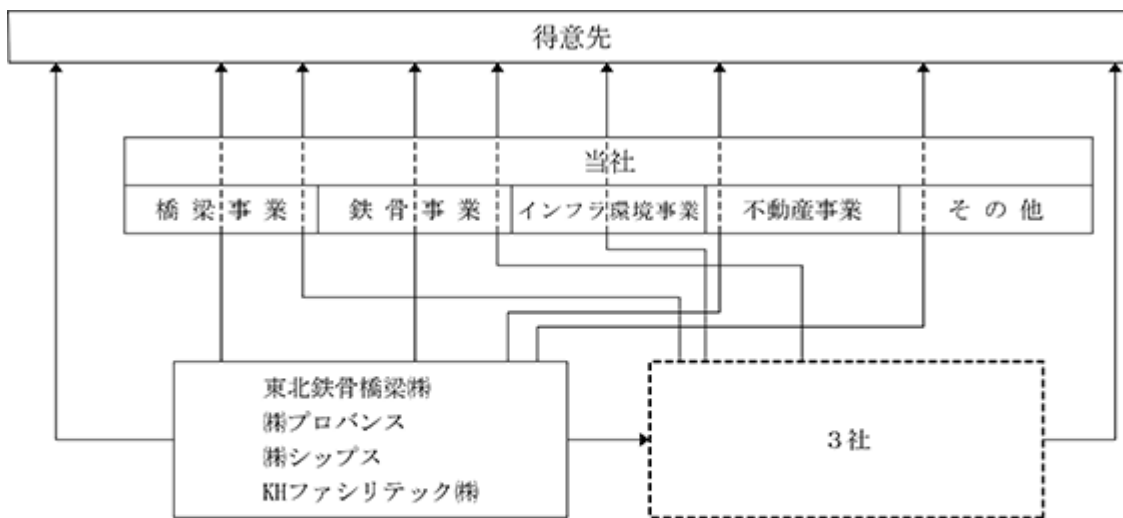 得意先
当社
橋梁事業
鉄骨事業
インフラ環境事業
不動産事業
その他
東北鉄骨橋梁㈱
㈱プロバンス
㈱シップス
KHファシリテック㈱
3社